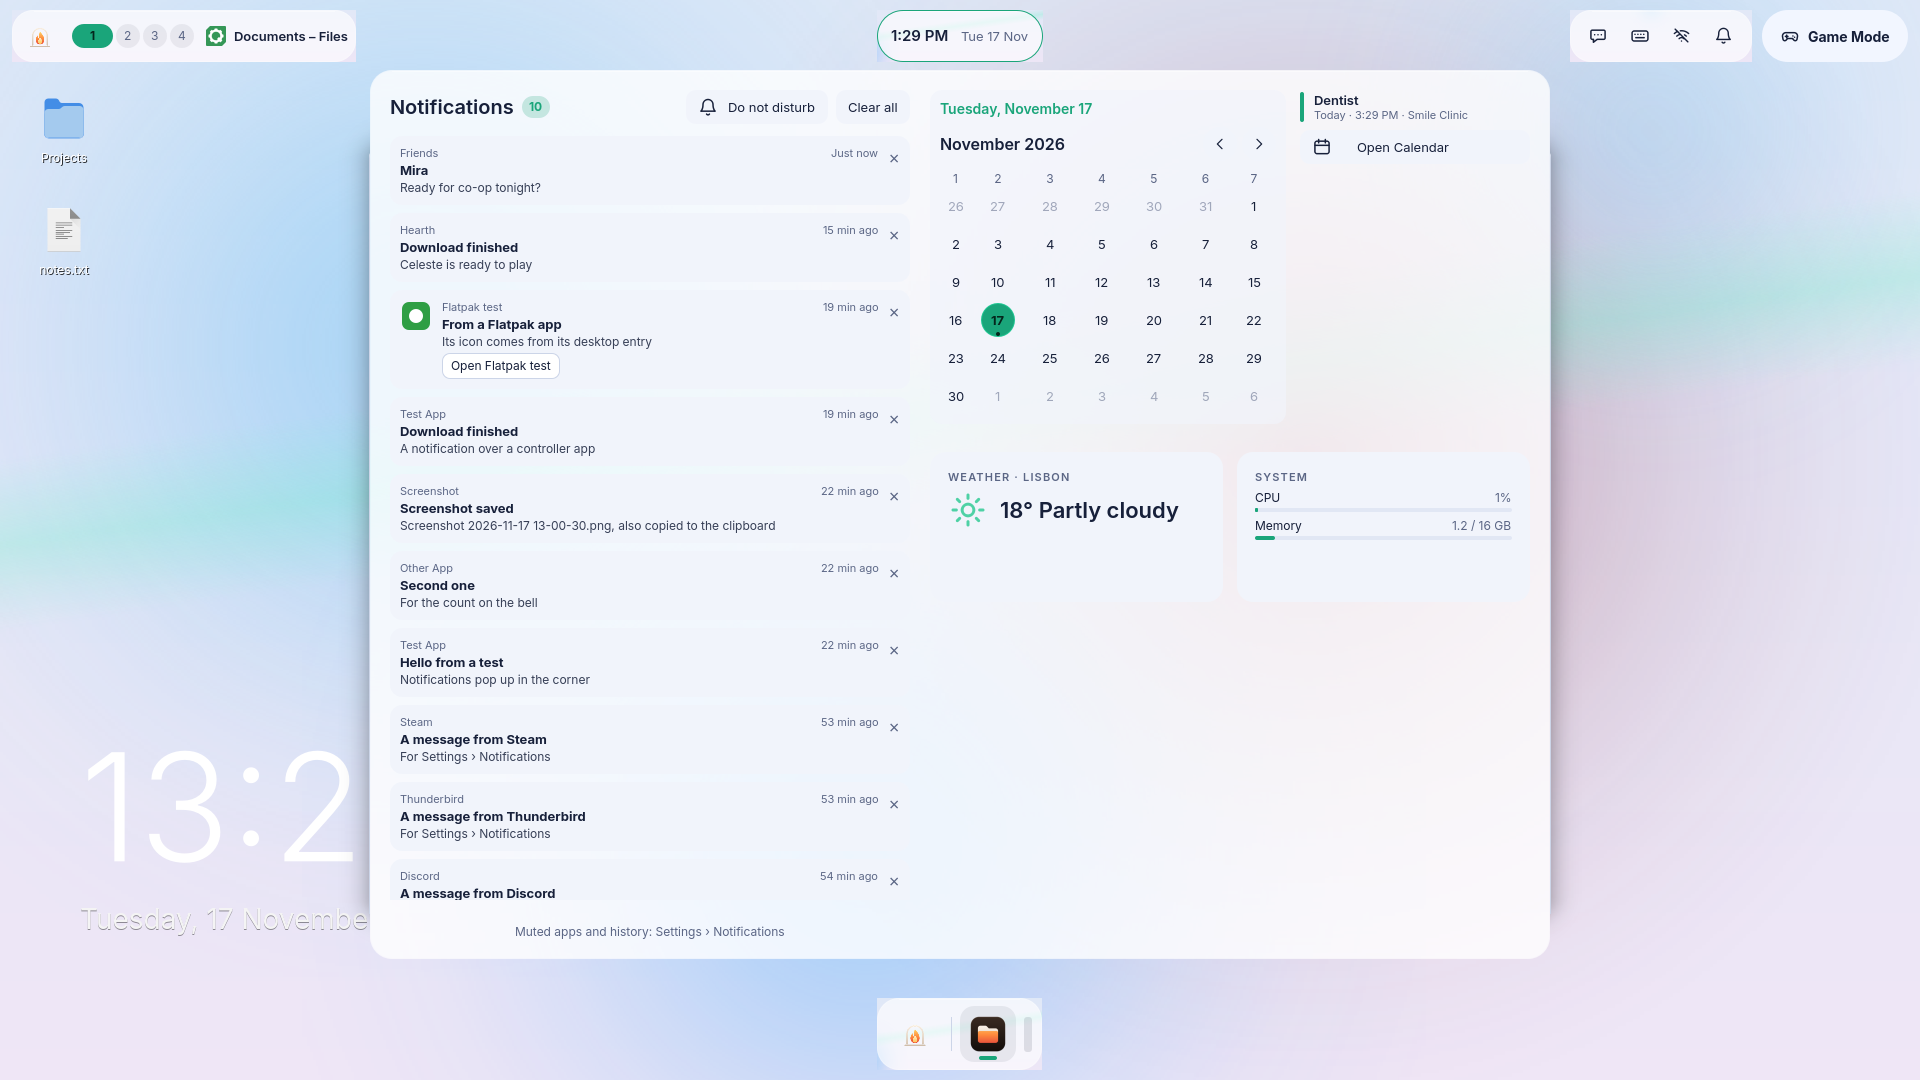 1 2 3 4 Documents – Files
1:29 PM Tue 17 Nov
Game Mode
Projects
notes.txt
13:2
Tuesday, 17 Novembe
Notifications 10
Do not disturb
Clear all
Friends Just now
Mira
Ready for co-op tonight?
Hearth 15 min ago
Download finished
Celeste is ready to play
Flatpak test 19 min ago
From a Flatpak app
Its icon comes from its desktop entry
Open Flatpak test
Test App 19 min ago
Download finished
A notification over a controller app
Screenshot 22 min ago
Screenshot saved
Screenshot 2026-11-17 13-00-30.png, also copied to the clipboard
Other App 22 min ago
Second one
For the count on the bell
Test App 22 min ago
Hello from a test
Notifications pop up in the corner
Steam 53 min ago
A message from Steam
For Settings › Notifications
Thunderbird 53 min ago
A message from Thunderbird
For Settings › Notifications
Discord 54 min ago
A message from Discord
Muted apps and history: Settings › Notifications
Tuesday, November 17
November 2026
1 2 3 4 5 6 7
26 27 28 29 30 31 1
2 3 4 5 6 7 8
9 10 11 12 13 14 15
16 17 18 19 20 21 22
23 24 25 26 27 28 29
30 1 2 3 4 5 6
Dentist
Today · 3:29 PM · Smile Clinic
Open Calendar
WEATHER · LISBON
18° Partly cloudy
SYSTEM
CPU 1%
Memory 1.2 / 16 GB